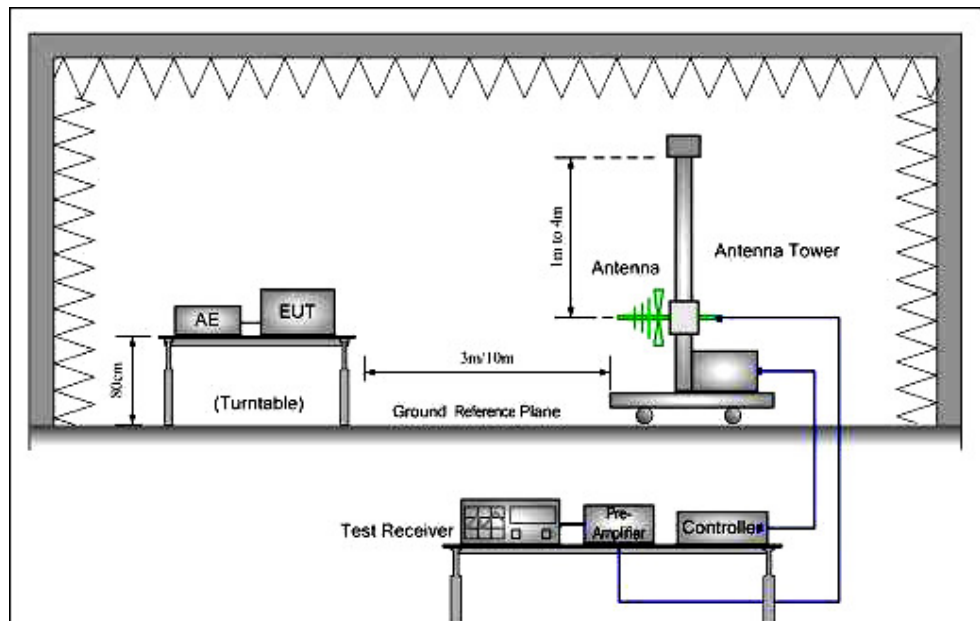 1m to 4m
Antenna
Antenna Tower
AE
EUT
80cm
3m/10m
(Turntable)
Ground Reference Plane
Test Receiver
Pre-
Amplifier
Controller